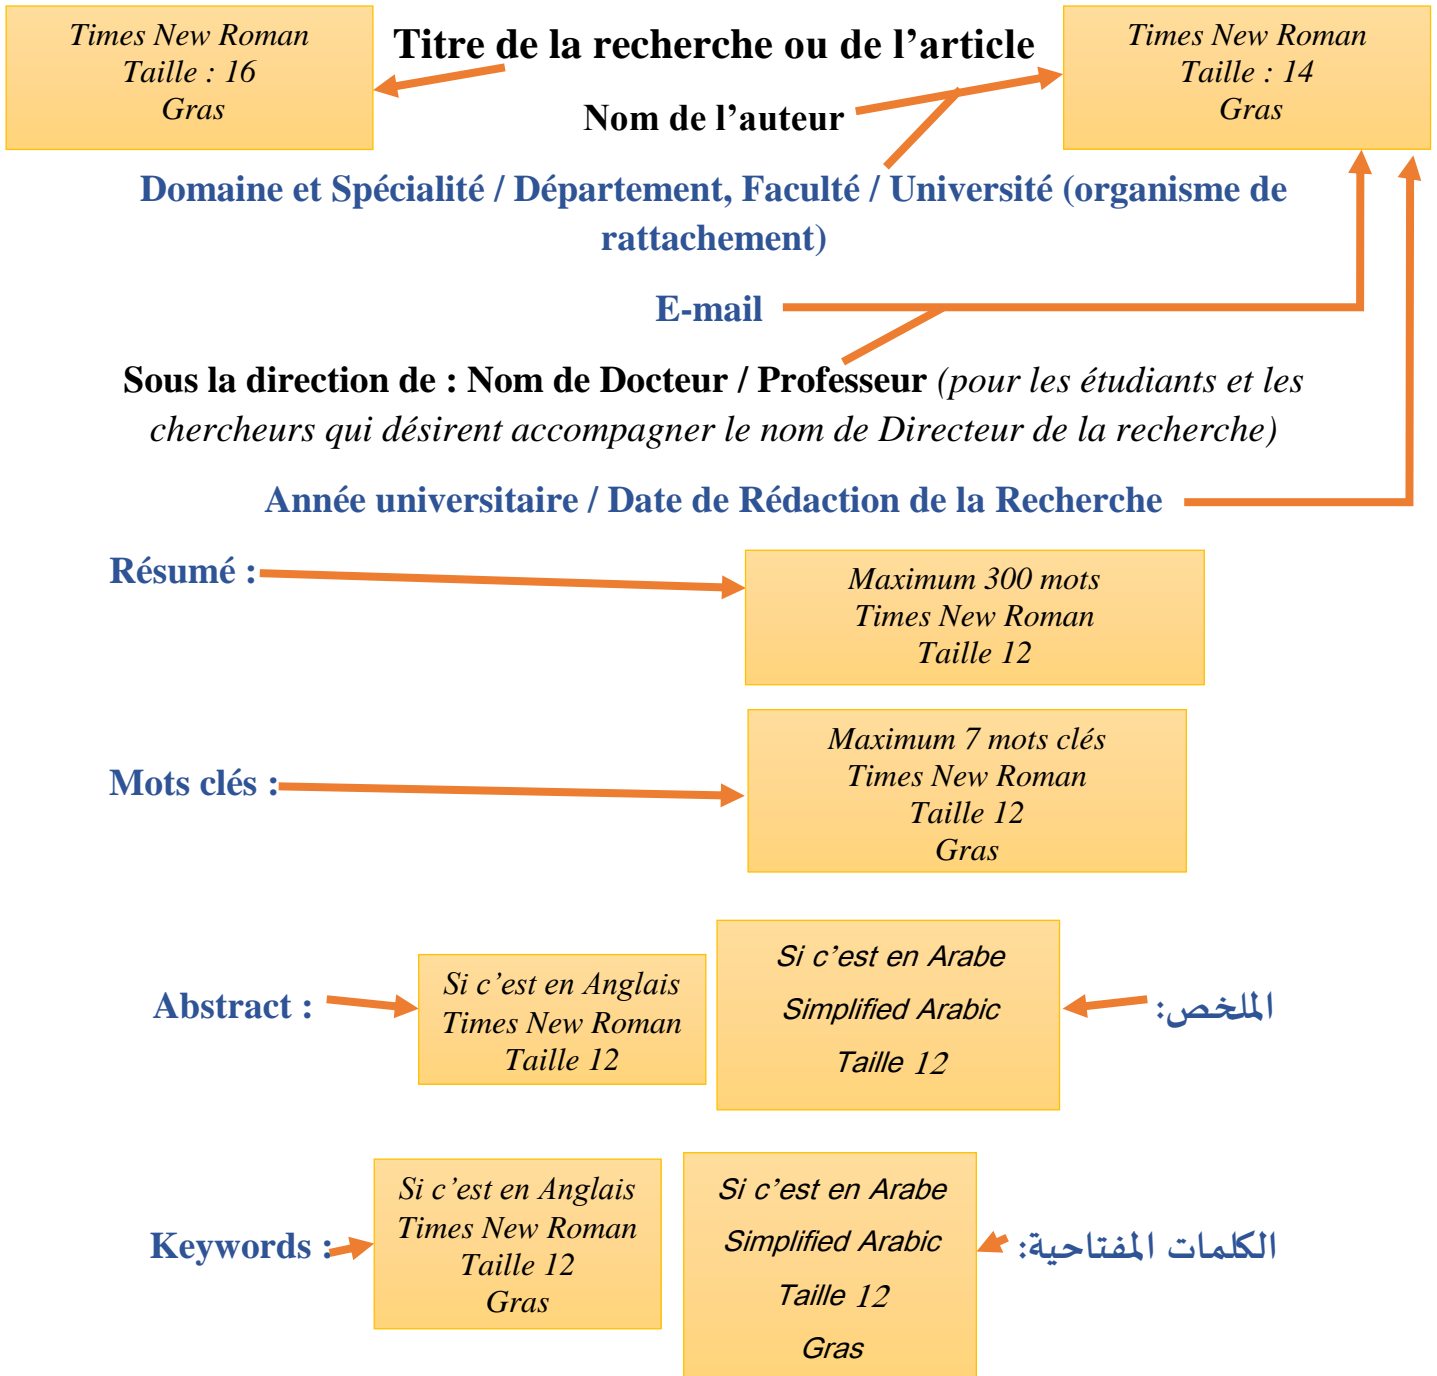 Times New Roman
Taille : 16
Gras
Titre de la recherche ou de l’article
Times New Roman
Taille : 14
Gras
Nom de l’auteur
Domaine et Spécialité / Département, Faculté / Université (organisme de
rattachement)
E-mail
Sous la direction de : Nom de Docteur / Professeur (pour les étudiants et les
chercheurs qui désirent accompagner le nom de Directeur de la recherche)
Année universitaire / Date de Rédaction de la Recherche
Résumé :
Maximum 300 mots
Times New Roman
Taille 12
Mots clés :
Maximum 7 mots clés
Times New Roman
Taille 12
Gras
Abstract :
Si c’est en Anglais
Times New Roman
Taille 12
Si c’est en Arabe
Simplified Arabic
Taille 12
الملخص:
Keywords :
Si c’est en Anglais
Times New Roman
Taille 12
Gras
Si c’est en Arabe
Simplified Arabic
Taille 12
Gras
الكلمات المفتاحية: